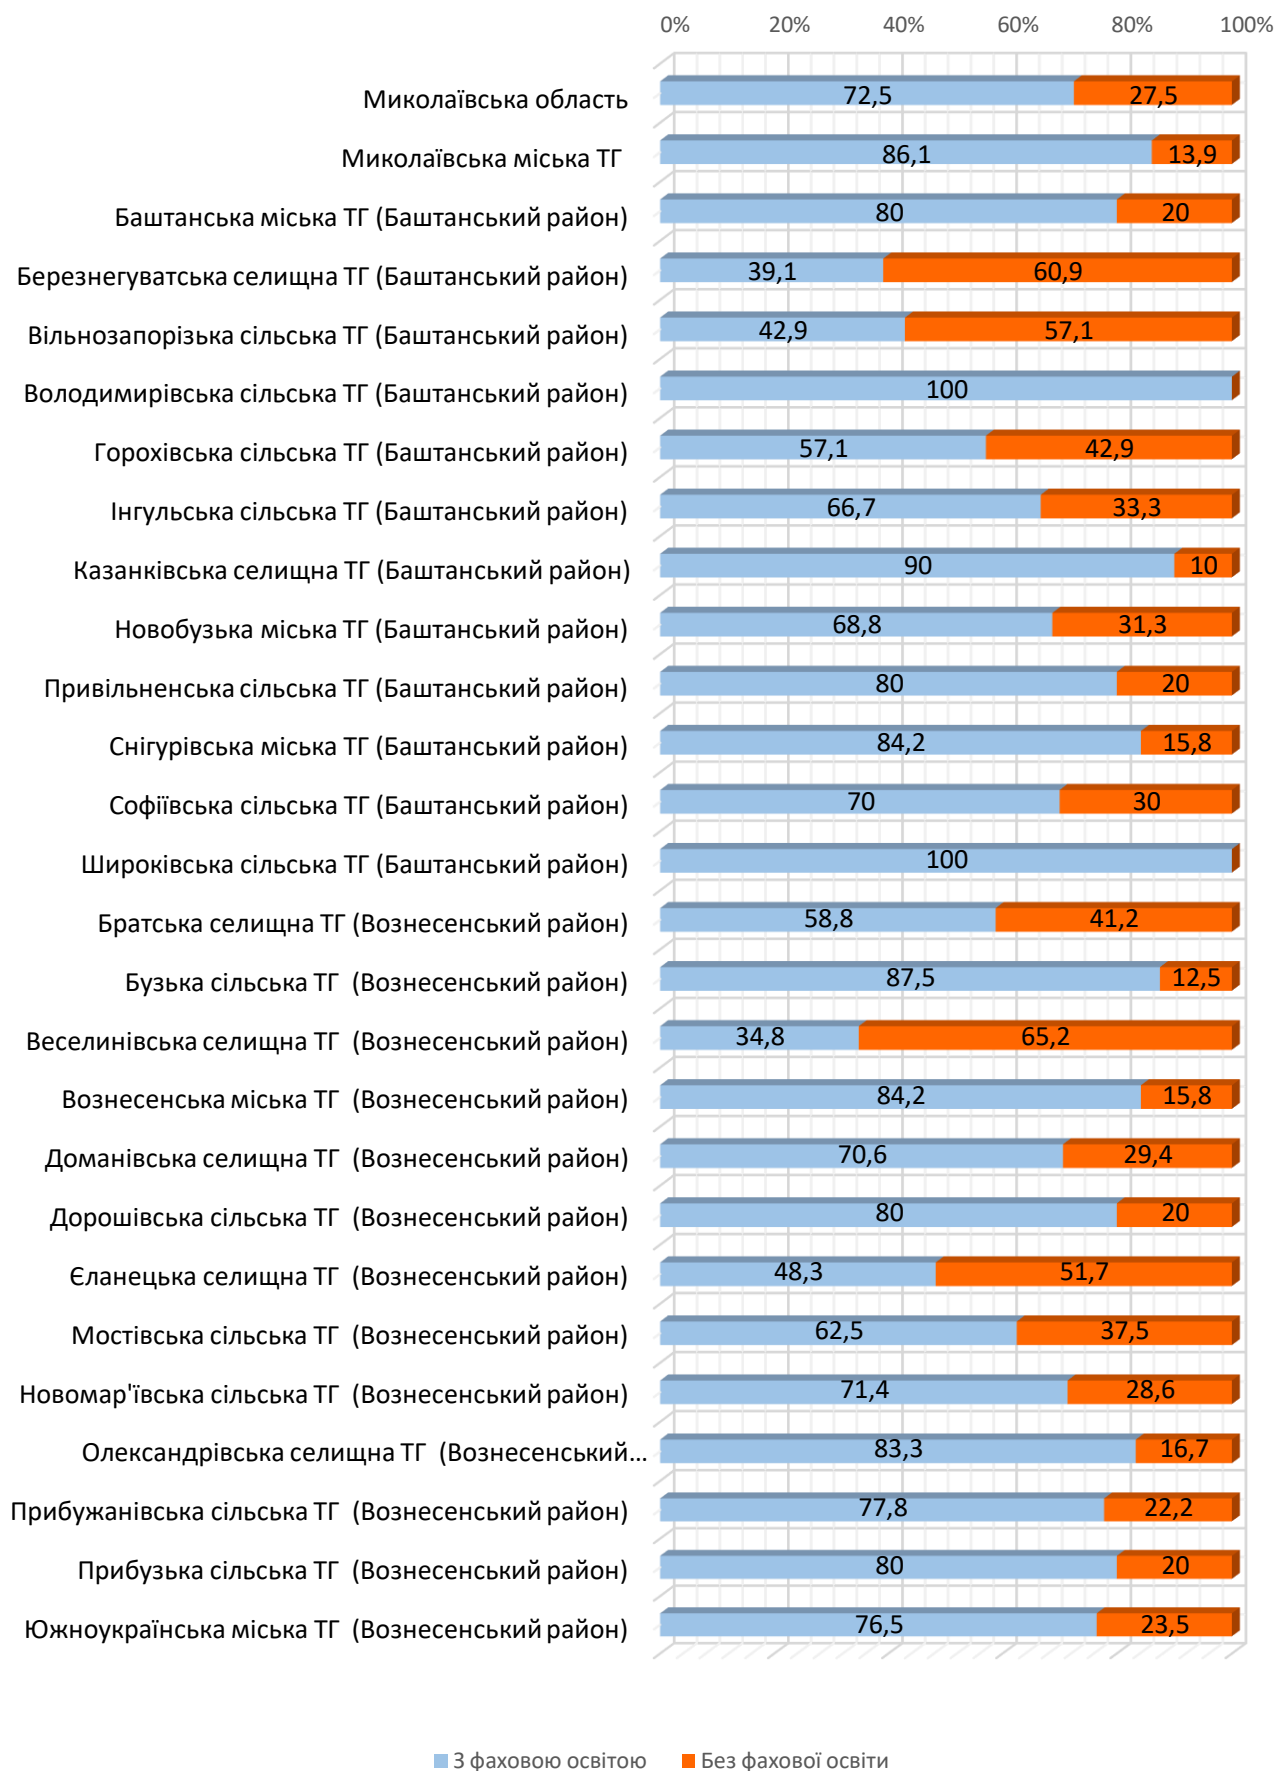 0% 20% 40% 60% 80% 100%
Миколаївська область 72,5 27,5
Миколаївська міська ТГ 86,1 13,9
Баштанська міська ТГ (Баштанський район) 80 20
Березнегуватська селищна ТГ (Баштанський район) 39,1 60,9
Вільнозапорізька сільська ТГ (Баштанський район) 42,9 57,1
Володимирівська сільська ТГ (Баштанський район) 100
Горохівська сільська ТГ (Баштанський район) 57,1 42,9
Інгульська сільська ТГ (Баштанський район) 66,7 33,3
Казанківська селищна ТГ (Баштанський район) 90 10
Новобузька міська ТГ (Баштанський район) 68,8 31,3
Привільненська сільська ТГ (Баштанський район) 80 20
Снігурівська міська ТГ (Баштанський район) 84,2 15,8
Софіївська сільська ТГ (Баштанський район) 70 30
Широківська сільська ТГ (Баштанський район) 100
Братська селищна ТГ (Вознесенський район) 58,8 41,2
Бузька сільська ТГ (Вознесенський район) 87,5 12,5
Веселинівська селищна ТГ (Вознесенський район) 34,8 65,2
Вознесенська міська ТГ (Вознесенський район) 84,2 15,8
Доманівська селищна ТГ (Вознесенський район) 70,6 29,4
Дорошівська сільська ТГ (Вознесенський район) 80 20
Єланецька селищна ТГ (Вознесенський район) 48,3 51,7
Мостівська сільська ТГ (Вознесенський район) 62,5 37,5
Новомар'ївська сільська ТГ (Вознесенський район) 71,4 28,6
Олександрівська селищна ТГ (Вознесенський... 83,3 16,7
Прибужанівська сільська ТГ (Вознесенський район) 77,8 22,2
Прибузька сільська ТГ (Вознесенський район) 80 20
Южноукраїнська міська ТГ (Вознесенський район) 76,5 23,5
З фаховою освітою Без фахової освіти